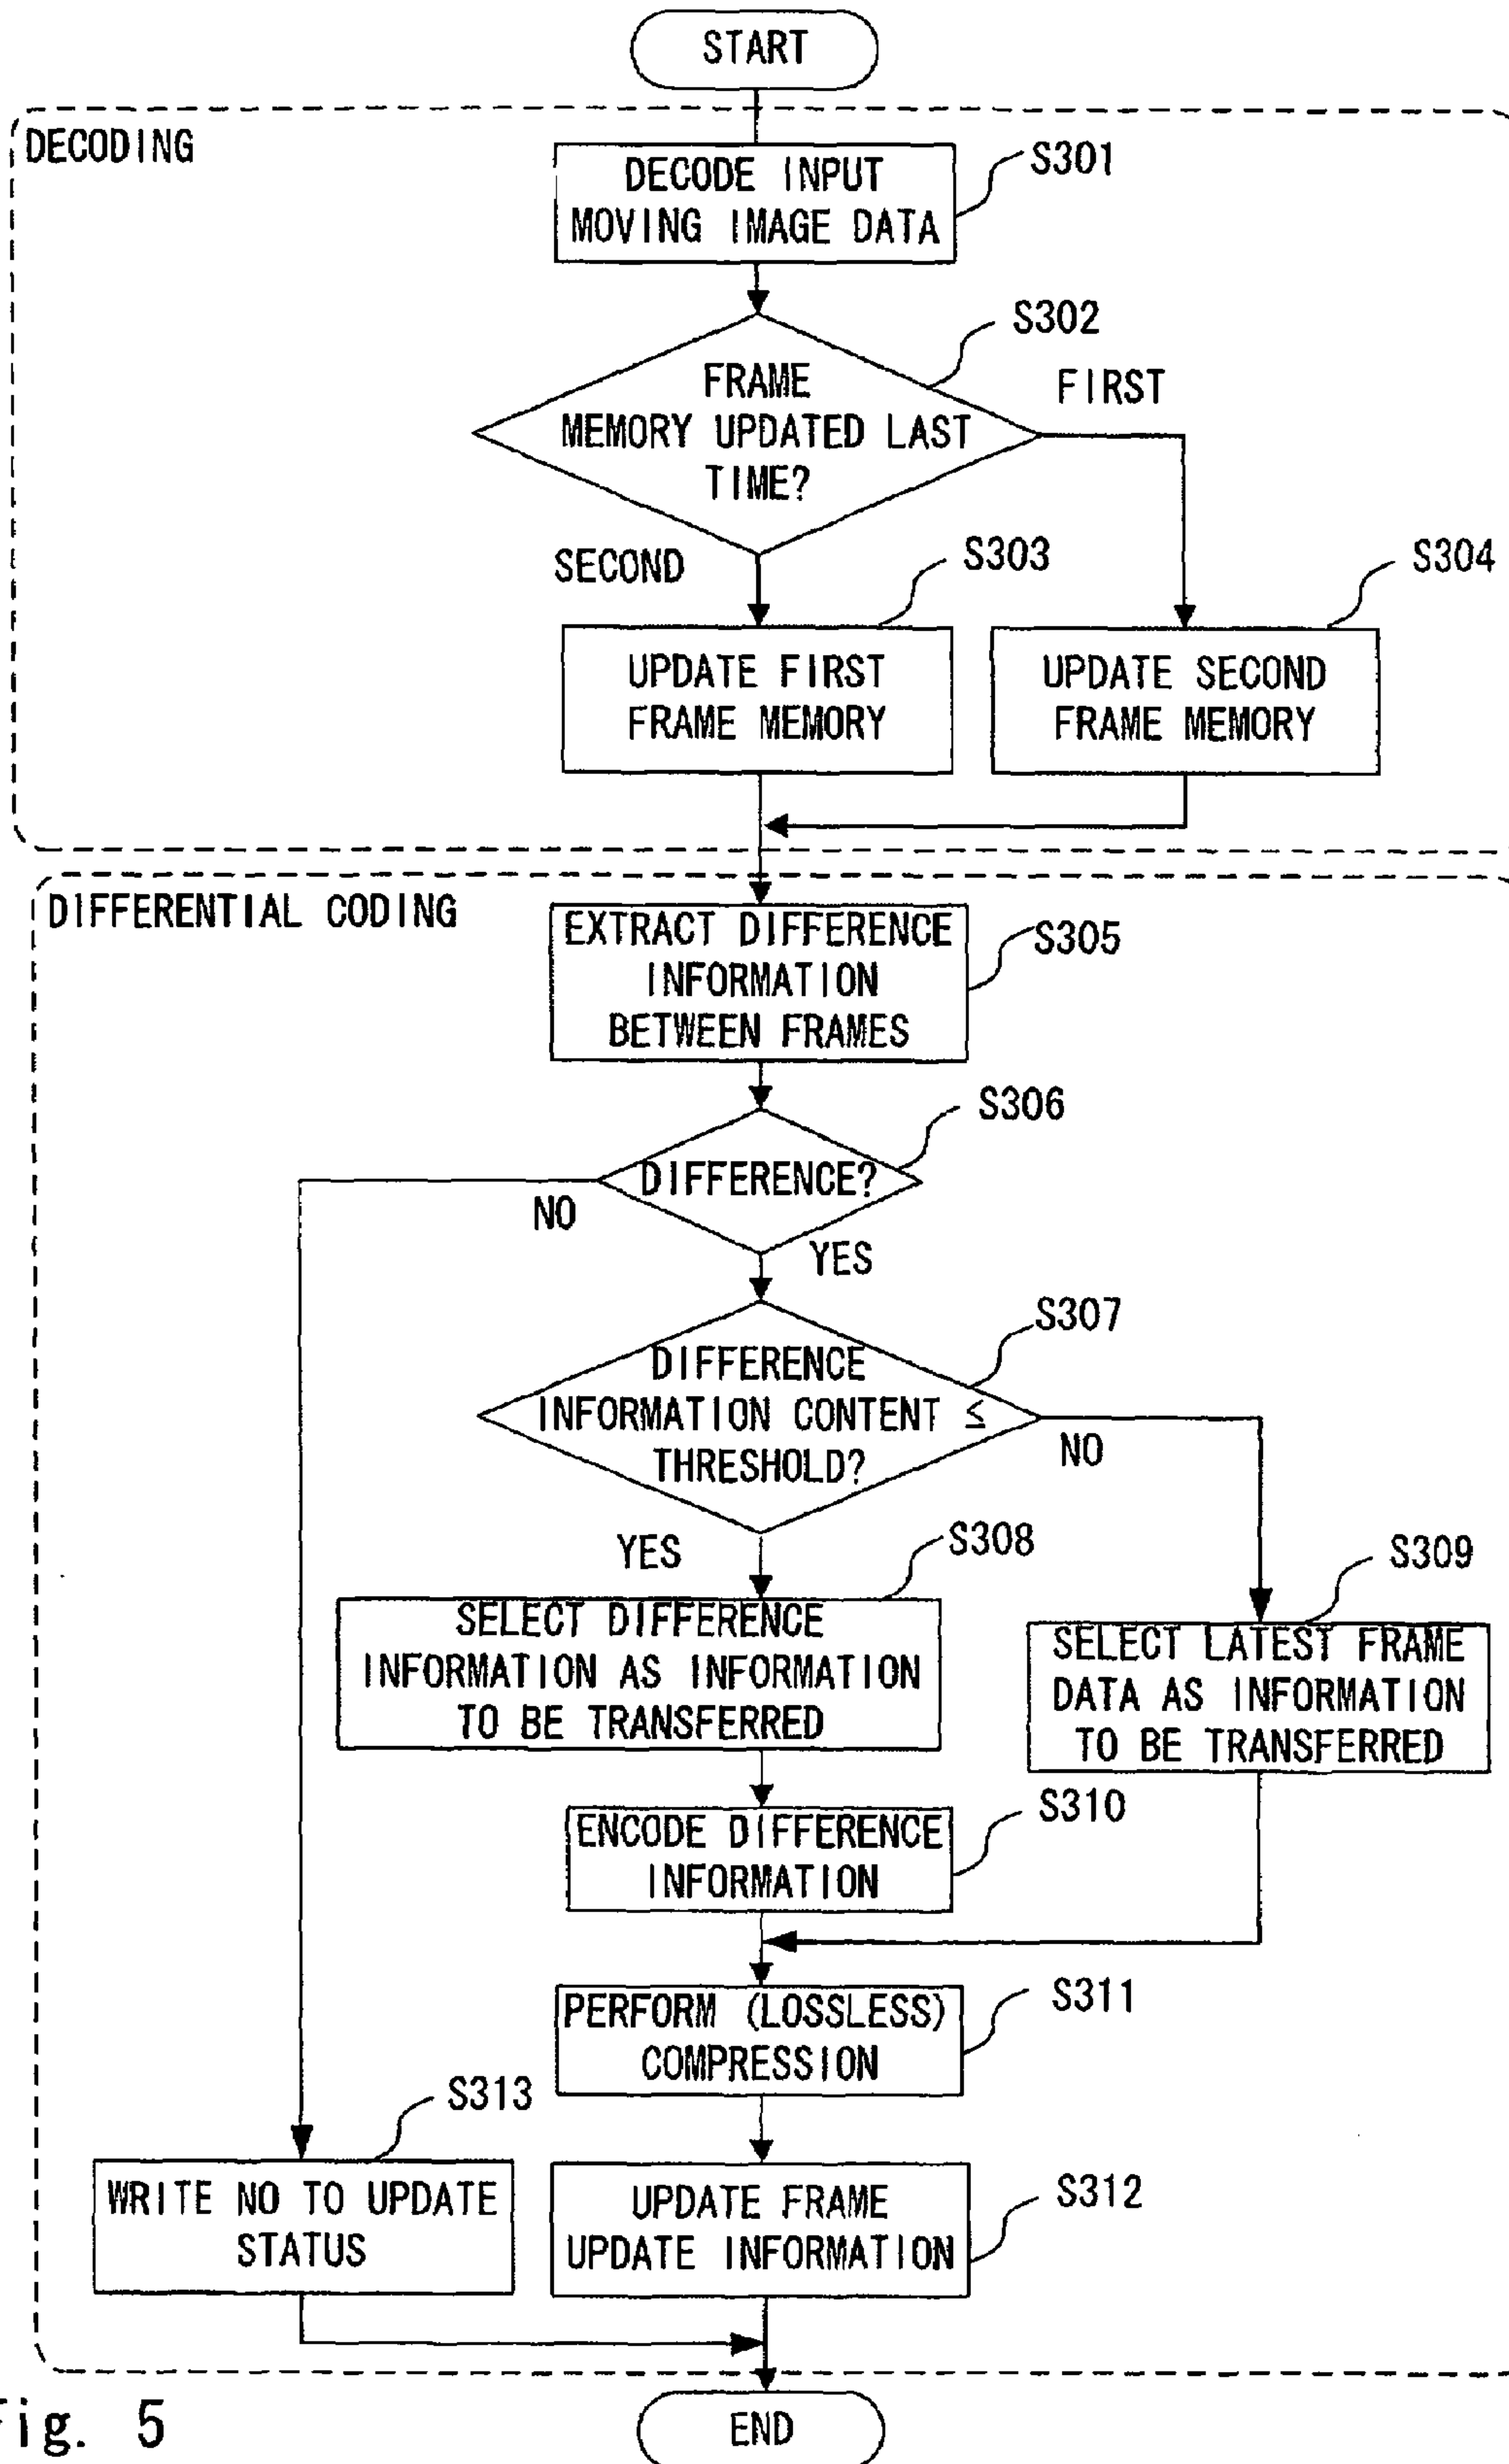 START
DECODING
DECODE INPUT
MOVING IMAGE DATA
S301
S302
FRAME
MEMORY UPDATED LAST
TIME?
FIRST
SECOND
S303
S304
UPDATE FIRST
FRAME MEMORY
UPDATE SECOND
FRAME MEMORY
DIFFERENTIAL CODING
EXTRACT DIFFERENCE
INFORMATION
BETWEEN FRAMES
S305
S306
DIFFERENCE?
NO
YES
S307
DIFFERENCE
INFORMATION CONTENT ≤
THRESHOLD?
NO
YES
S308
S309
SELECT DIFFERENCE
INFORMATION AS INFORMATION
TO BE TRANSFERRED
SELECT LATEST FRAME
DATA AS INFORMATION
TO BE TRANSFERRED
S310
ENCODE DIFFERENCE
INFORMATION
S311
PERFORM (LOSSLESS)
COMPRESSION
S313
WRITE NO TO UPDATE
STATUS
S312
UPDATE FRAME
UPDATE INFORMATION
END
Fig. 5